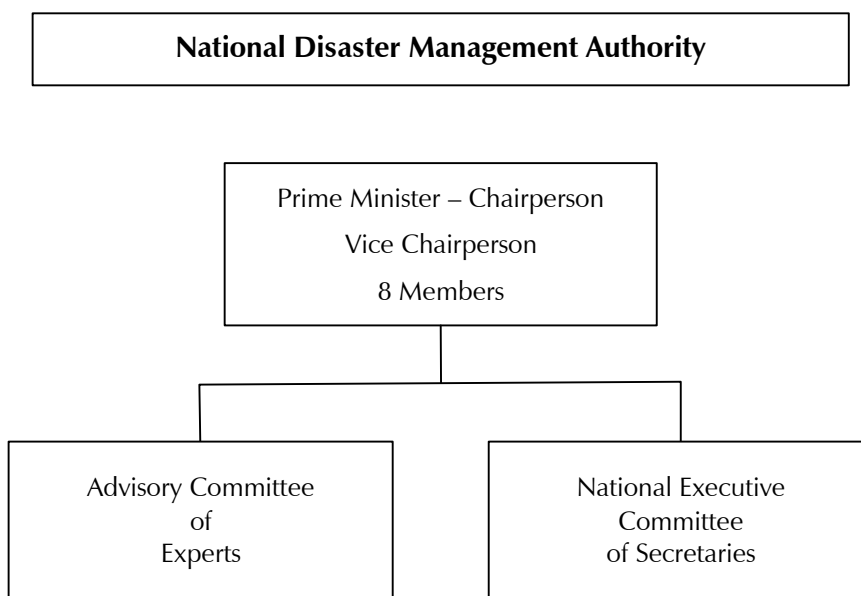 National Disaster Management Authority
Prime Minister – Chairperson
Vice Chairperson
8 Members
Advisory Committee
of
Experts
National Executive
Committee
of Secretaries